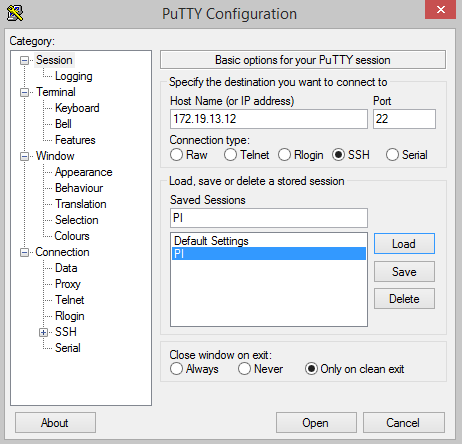 PuTTY Configuration
Category:
Session
Logging
Terminal
Keyboard
Bell
Features
Window
Appearance
Behaviour
Translation
Selection
Colours
Connection
Data
Proxy
Telnet
Rlogin
SSH
Serial
Basic options for your PuTTY session
Specify the destination you want to connect to
Host Name (or IP address) Port
172.19.13.12 22
Connection type:
Raw Telnet Rlogin SSH Serial
Load, save or delete a stored session
Saved Sessions
PI
Default Settings
PI
Load
Save
Delete
Close window on exit:
Always Never Only on clean exit
About Open Cancel